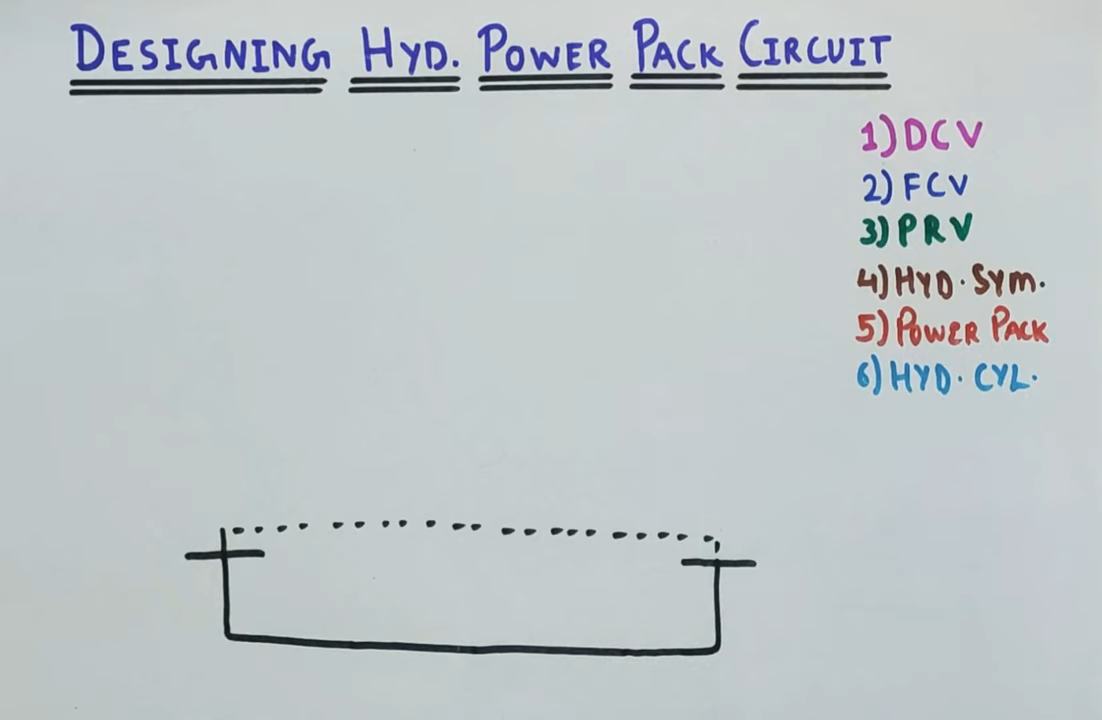 DESIGNING HYD. POWER PACK CIRCUIT
1) DCV
2) FCV
3) PRV
4) HYD. SYM.
5) POWER PACK
6) HYD. CYL.